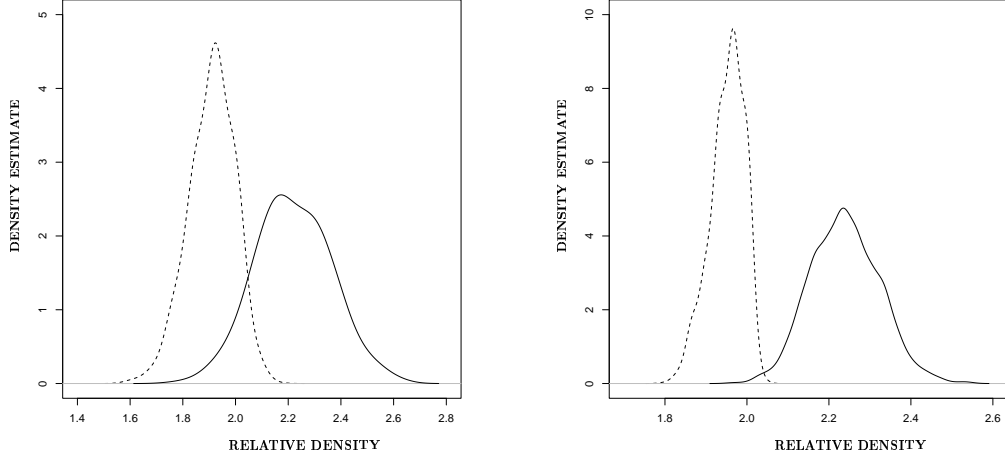 5
4
3
2
1
0
DENSITY ESTIMATE
1.4 1.6 1.8 2.0 2.2 2.4 2.6 2.8
RELATIVE DENSITY
10
8
6
4
2
0
DENSITY ESTIMATE
1.8 2.0 2.2 2.4 2.6
RELATIVE DENSITY